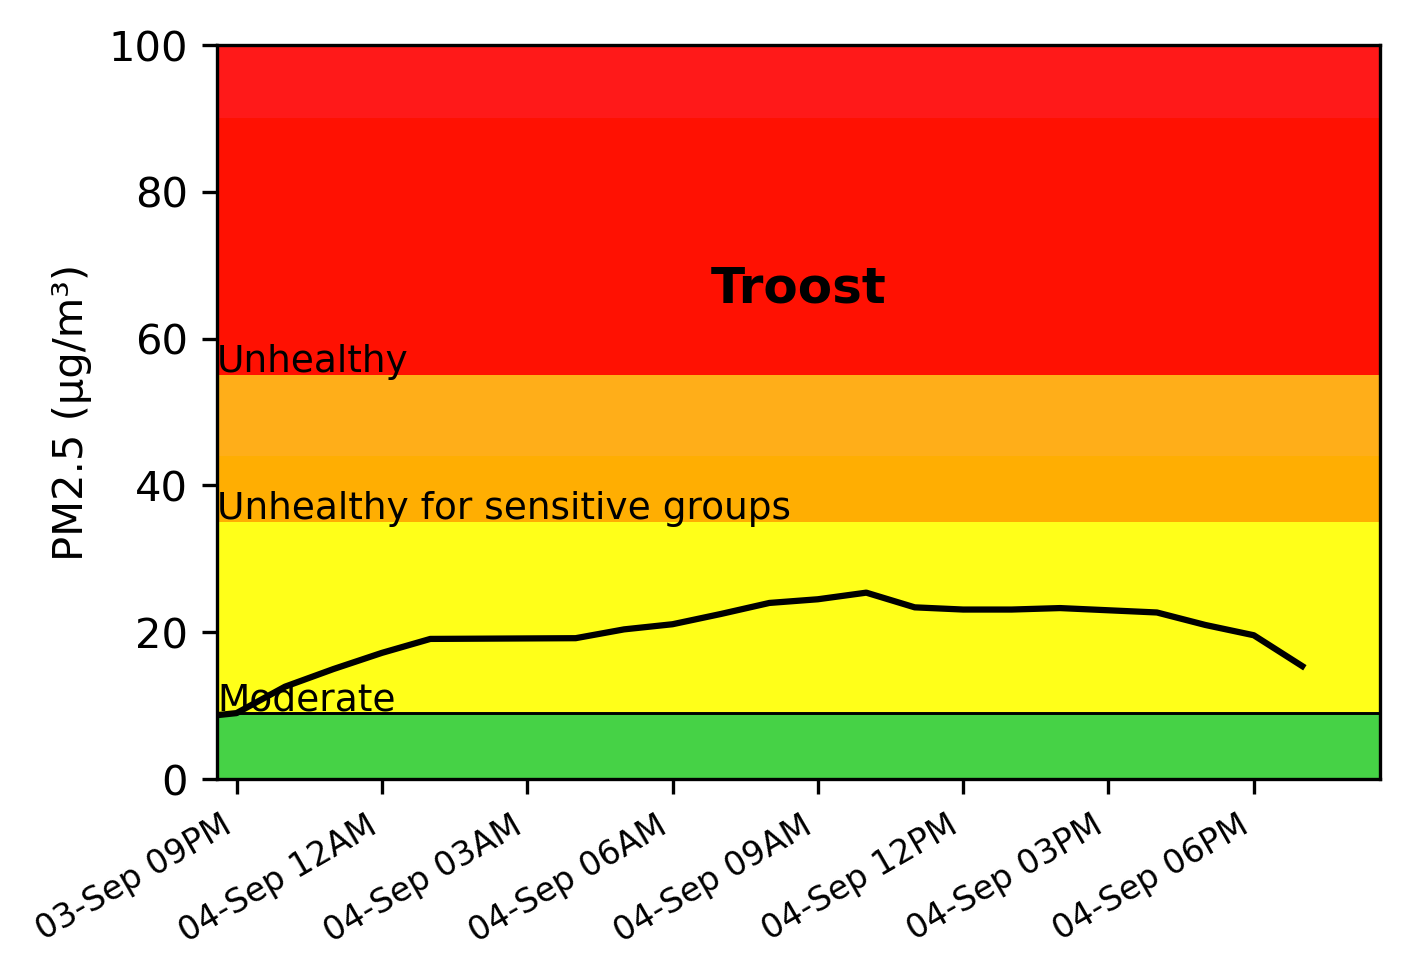 100
80
60
40
20
0
PM2.5 (µg/m³)
Troost
Unhealthy
Unhealthy for sensitive groups
Moderate
03-Sep 09PM
04-Sep 12AM
04-Sep 03AM
04-Sep 06AM
04-Sep 09AM
04-Sep 12PM
04-Sep 03PM
04-Sep 06PM